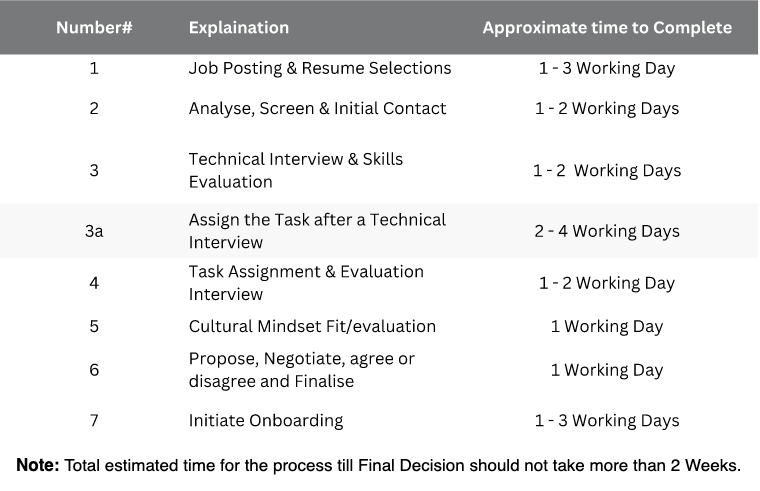 Number# Explaination Approximate time to Complete
1 Job Posting & Resume Selections 1 - 3 Working Day
2 Analyse, Screen & Initial Contact 1 - 2 Working Days
3 Technical Interview & Skills Evaluation 1 - 2 Working Days
3a Assign the Task after a Technical Interview 2 - 4 Working Days
4 Task Assignment & Evaluation Interview 1 - 2 Working Day
5 Cultural Mindset Fit/evaluation 1 Working Day
6 Propose, Negotiate, agree or disagree and Finalise 1 Working Day
7 Initiate Onboarding 1 - 3 Working Days
Note: Total estimated time for the process till Final Decision should not take more than 2 Weeks.